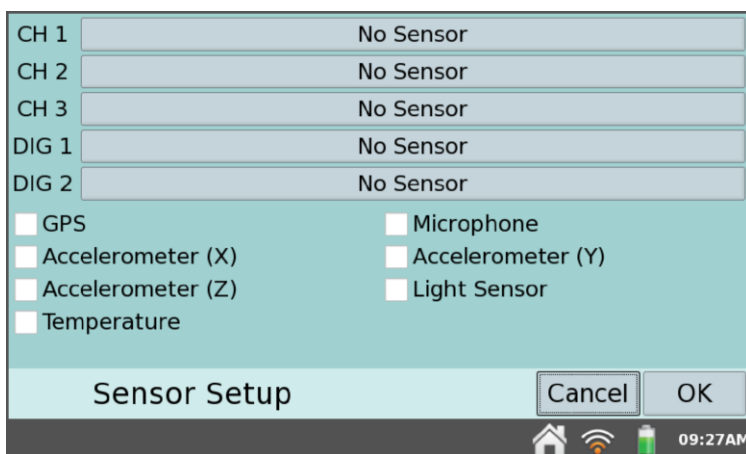 CH 1 No Sensor
CH 2 No Sensor
CH 3 No Sensor
DIG 1 No Sensor
DIG 2 No Sensor
GPS Microphone
Accelerometer (X) Accelerometer (Y)
Accelerometer (Z) Light Sensor
Temperature
Sensor Setup Cancel OK
09:27AM